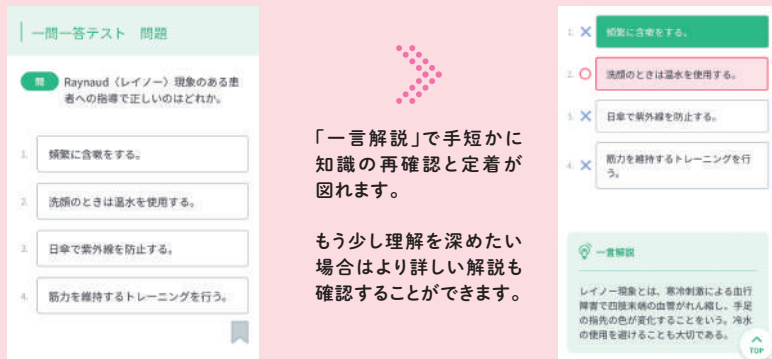 一問一答テスト 問題
問
Raynaud〈レイノー〉現象のある患
者への指導で正しいのはどれか。
1. 頻繁に含嗽をする。
2. 洗顔のときは温水を使用する。
3. 日傘で紫外線を防止する。
4. 筋力を維持するトレーニングを行う。
「一言解説」で手短かに
知識の再確認と定着が
図れます。
もう少し理解を深めたい
場合はより詳しい解説も
確認することができます。
1. × 頻繁に含嗽をする。
2. ○ 洗顔のときは温水を使用する。
3. × 日傘で紫外線を防止する。
4. × 筋力を維持するトレーニングを行
う。
一言解説
レイノー現象とは、寒冷刺激による血行
障害で四肢末端の血管がれん縮し、手足
の指先の色が変化することをいう。冷水
の使用を避けることも大切である。
TOP